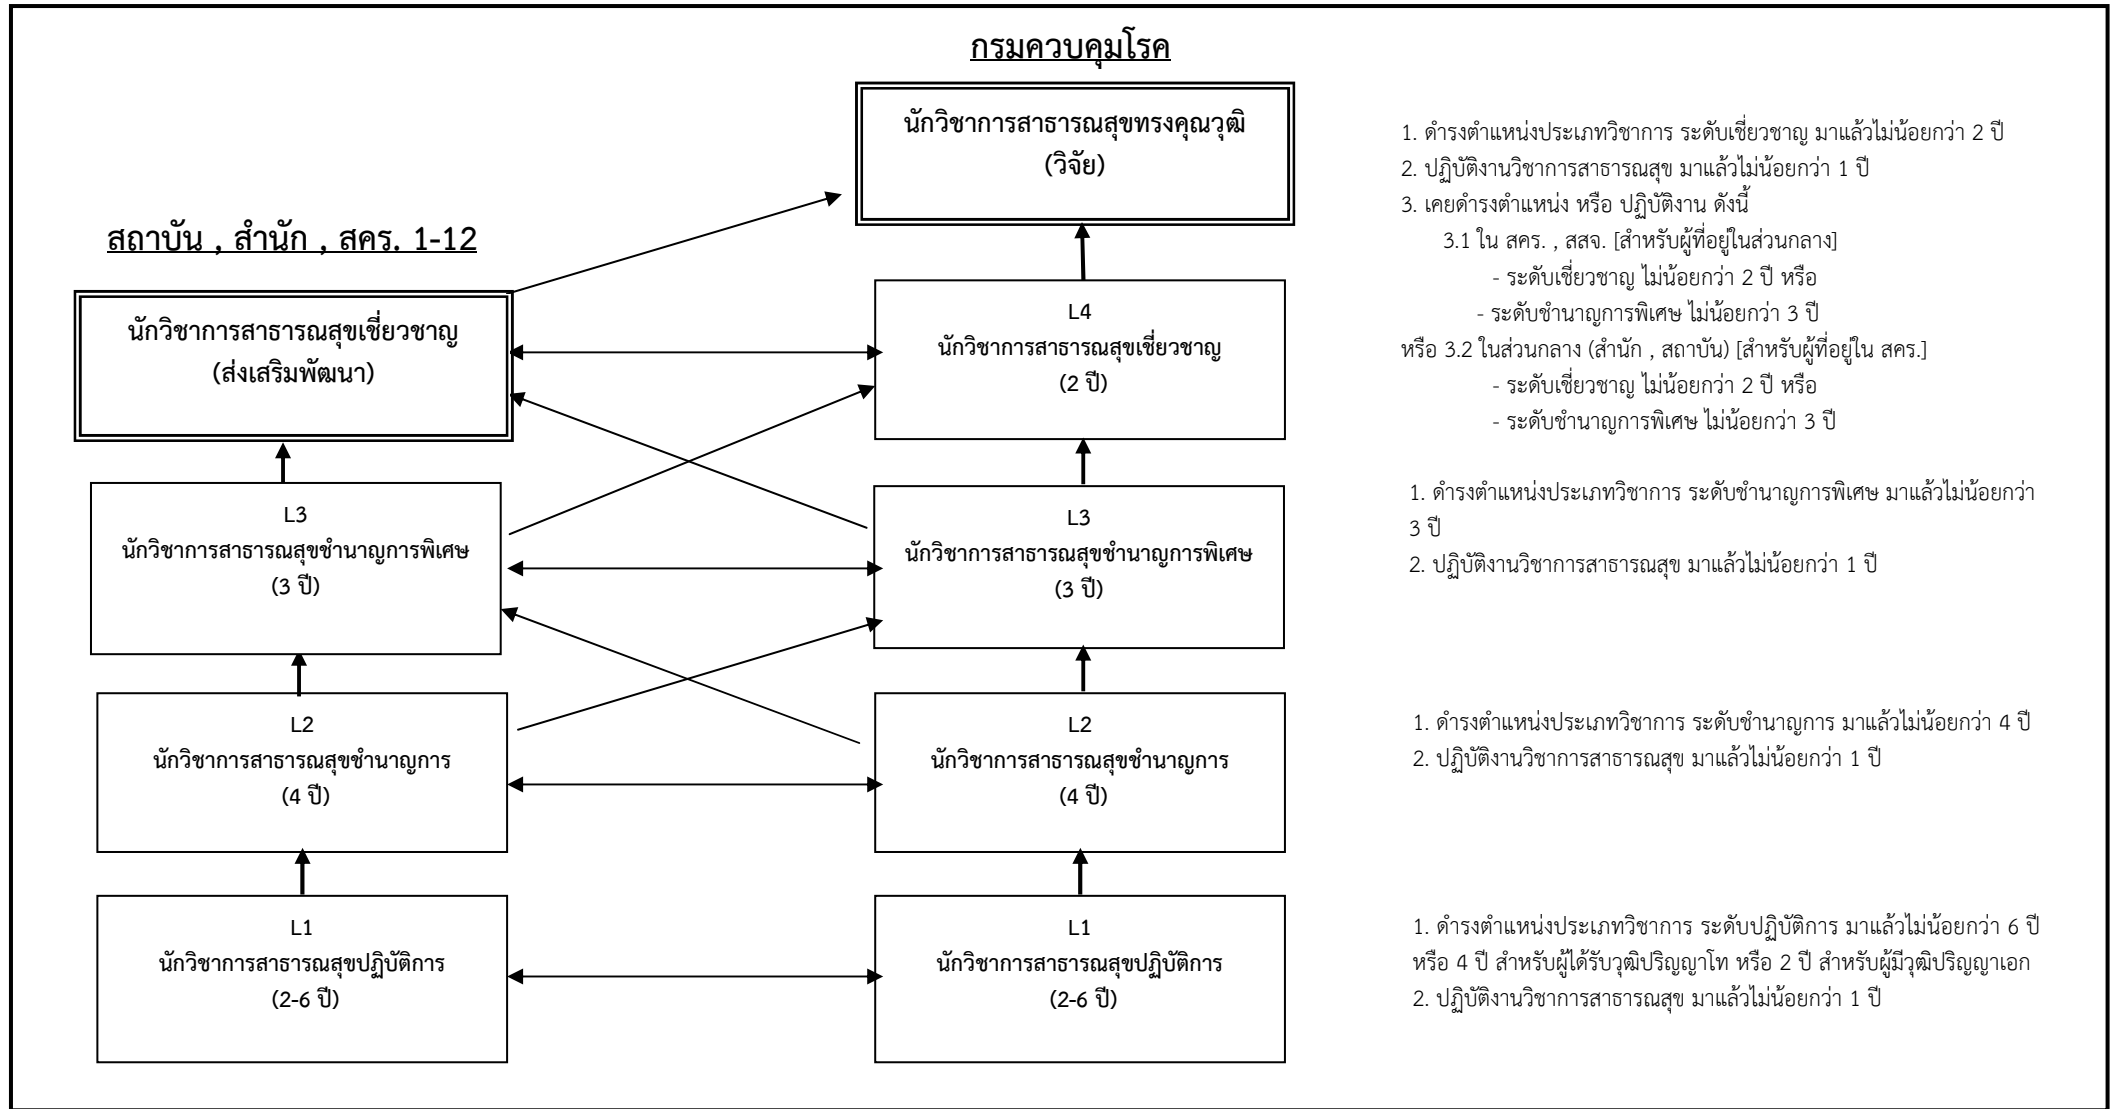 กรมควบคุมโรค
นักวิชาการสาธารณสุขทรงคุณวุฒิ
(วิจัย)
สถาบัน , สำนัก , สคร. 1-12
นักวิชาการสาธารณสุขเชี่ยวชาญ
(ส่งเสริมพัฒนา)
L4
นักวิชาการสาธารณสุขเชี่ยวชาญ
(2 ปี)
L3
นักวิชาการสาธารณสุขชำนาญการพิเศษ
(3 ปี)
L3
นักวิชาการสาธารณสุขชำนาญการพิเศษ
(3 ปี)
L2
นักวิชาการสาธารณสุขชำนาญการ
(4 ปี)
L2
นักวิชาการสาธารณสุขชำนาญการ
(4 ปี)
L1
นักวิชาการสาธารณสุขปฏิบัติการ
(2-6 ปี)
L1
นักวิชาการสาธารณสุขปฏิบัติการ
(2-6 ปี)
1. ดำรงตำแหน่งประเภทวิชาการ ระดับเชี่ยวชาญ มาแล้วไม่น้อยกว่า 2 ปี
2. ปฏิบัติงานวิชาการสาธารณสุข มาแล้วไม่น้อยกว่า 1 ปี
3. เคยดำรงตำแหน่ง หรือ ปฏิบัติงาน ดังนี้
3.1 ใน สคร. , สสจ. [สำหรับผู้ที่อยู่ในส่วนกลาง]
- ระดับเชี่ยวชาญ ไม่น้อยกว่า 2 ปี หรือ
- ระดับชำนาญการพิเศษ ไม่น้อยกว่า 3 ปี
หรือ 3.2 ในส่วนกลาง (สำนัก , สถาบัน) [สำหรับผู้ที่อยู่ใน สคร.]
- ระดับเชี่ยวชาญ ไม่น้อยกว่า 2 ปี หรือ
- ระดับชำนาญการพิเศษ ไม่น้อยกว่า 3 ปี
1. ดำรงตำแหน่งประเภทวิชาการ ระดับชำนาญการพิเศษ มาแล้วไม่น้อยกว่า
3 ปี
2. ปฏิบัติงานวิชาการสาธารณสุข มาแล้วไม่น้อยกว่า 1 ปี
1. ดำรงตำแหน่งประเภทวิชาการ ระดับชำนาญการ มาแล้วไม่น้อยกว่า 4 ปี
2. ปฏิบัติงานวิชาการสาธารณสุข มาแล้วไม่น้อยกว่า 1 ปี
1. ดำรงตำแหน่งประเภทวิชาการ ระดับปฏิบัติการ มาแล้วไม่น้อยกว่า 6 ปี
หรือ 4 ปี สำหรับผู้ได้รับวุฒิปริญญาโท หรือ 2 ปี สำหรับผู้มีวุฒิปริญญาเอก
2. ปฏิบัติงานวิชาการสาธารณสุข มาแล้วไม่น้อยกว่า 1 ปี